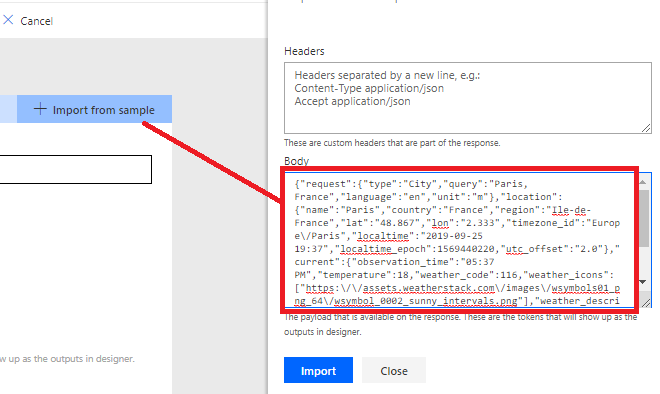 Cancel
Import from sample
w up as the outputs in designer.
Headers
Headers separated by a new line, e.g.:
Content-Type application/json
Accept application/json
These are custom headers that are part of the response.
Body
{"request":{"type":"City","query":"Paris,
France","language":"en","unit":"m"},"location":
{"name":"Paris","country":"France","region":"Ile-de-
France","lat":"48.867","lon":"2.333","timezone_id":"Europ
e\/Paris","localtime":"2019-09-25
19:37","localtime_epoch":1569440220,"utc_offset":"2.0"},"
current":{"observation_time":"05:37
PM","temperature":18,"weather_code":116,"weather_icons":
["https:\/\/assets.weatherstack.com\/images\/wsymbols01_p
ng_64\/wsymbol_0002_sunny_intervals.png"],"weather_descri
The payload that is available on the response. These are the tokens that will show up as the
outputs in designer.
Import
Close